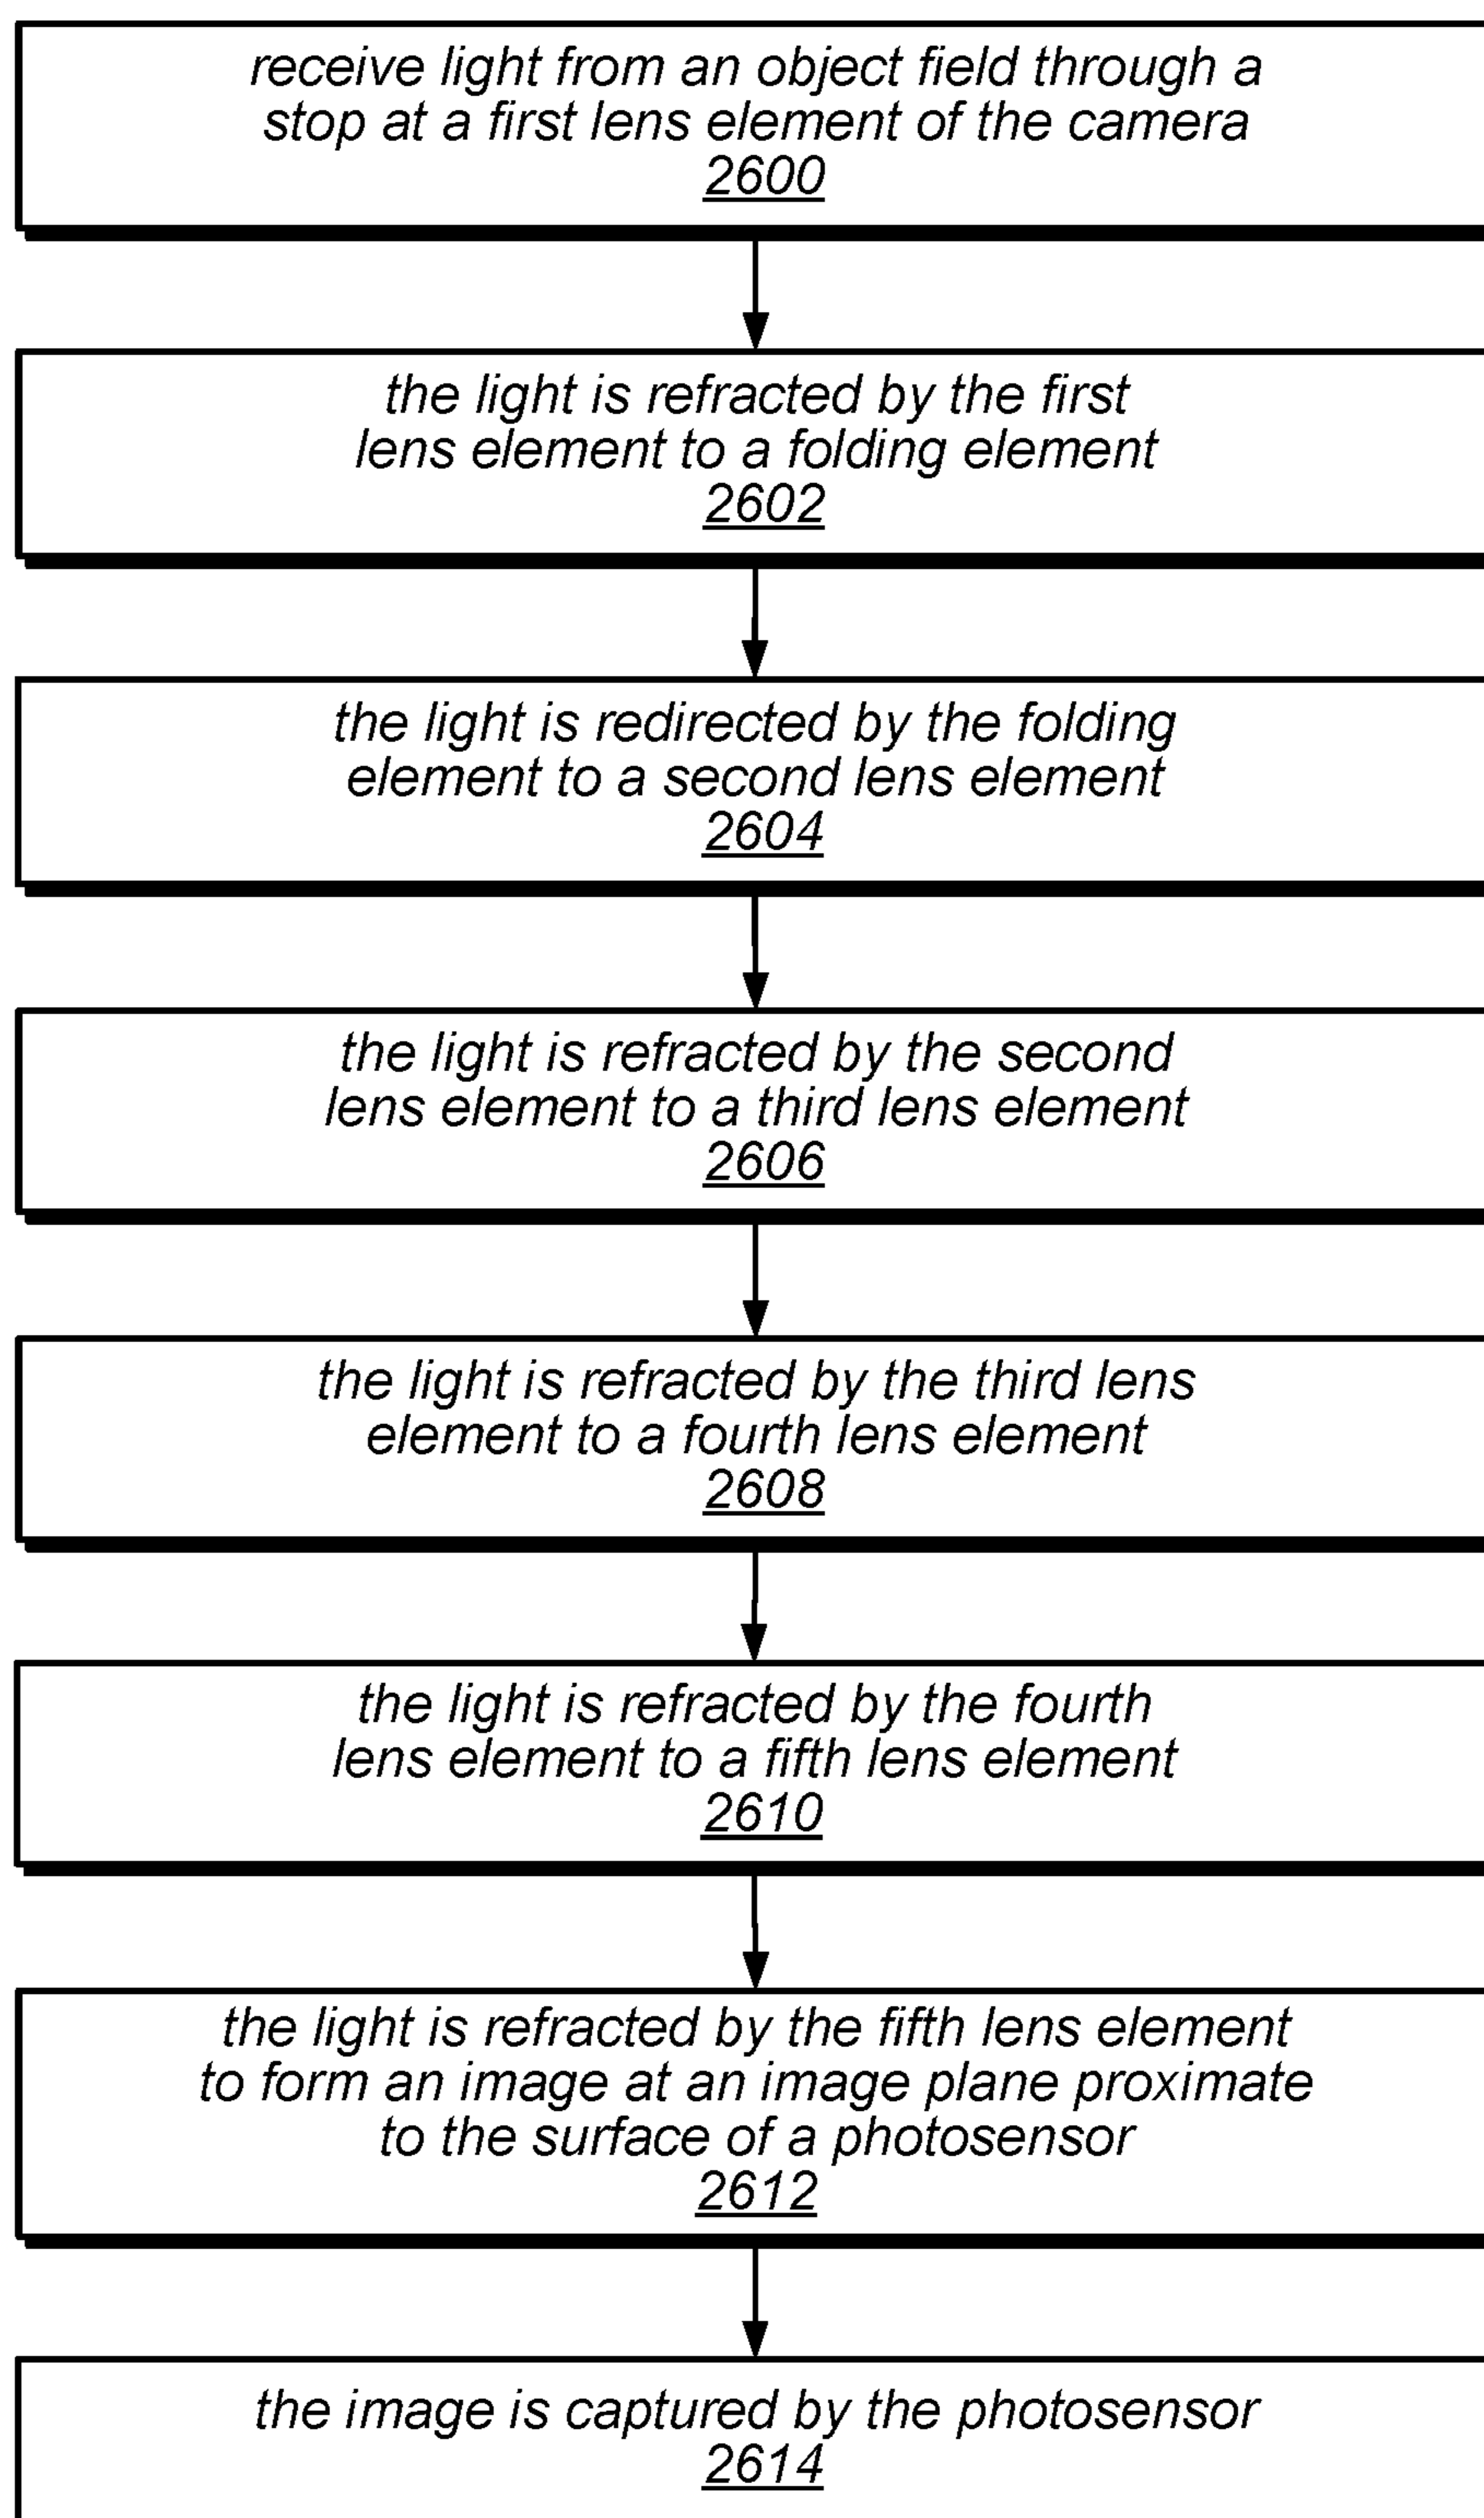 receive light from an object field through a
stop at a first lens element of the camera
2600
the light is refracted by the first
lens element to a folding element
2602
the light is redirected by the folding
element to a second lens element
2604
the light is refracted by the second
lens element to a third lens element
2606
the light is refracted by the third lens
element to a fourth lens element
2608
the light is refracted by the fourth
lens element to a fifth lens element
2610
the light is refracted by the fifth lens element
to form an image at an image plane proximate
to the surface of a photosensor
2612
the image is captured by the photosensor
2614